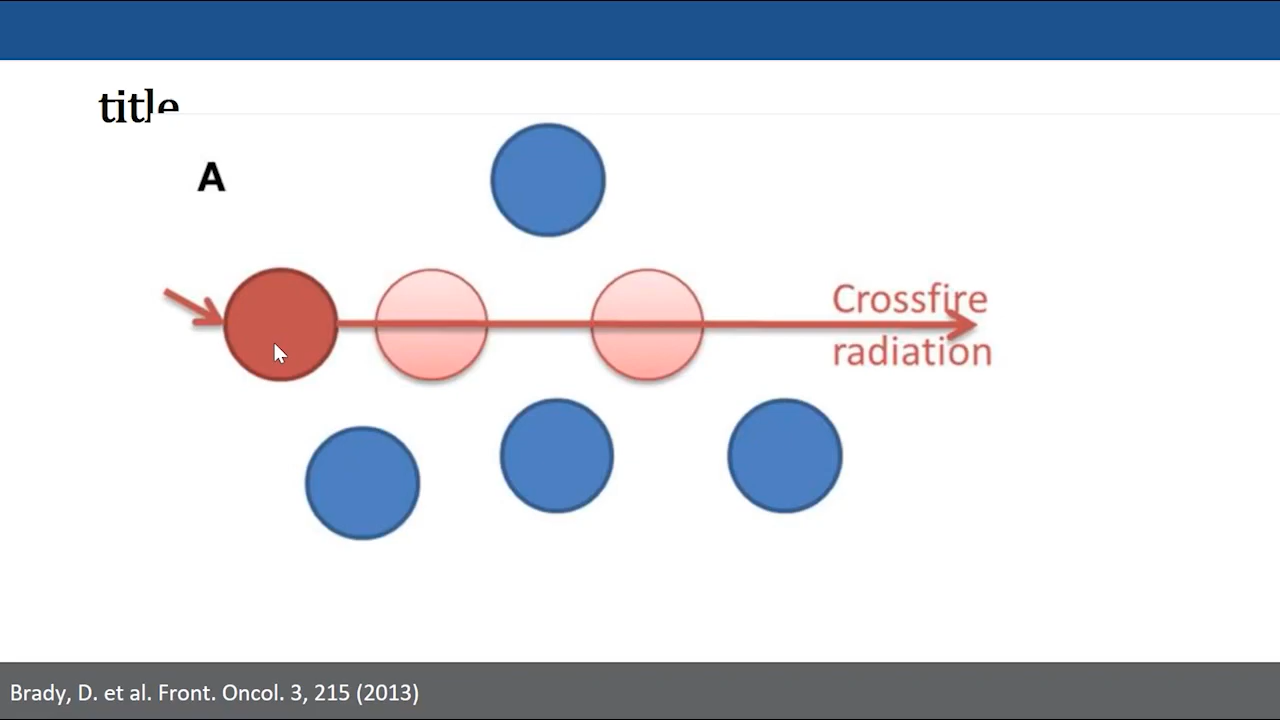 title
A
Crossfire
radiation
Brady, D. et al. Front. Oncol. 3, 215 (2013)